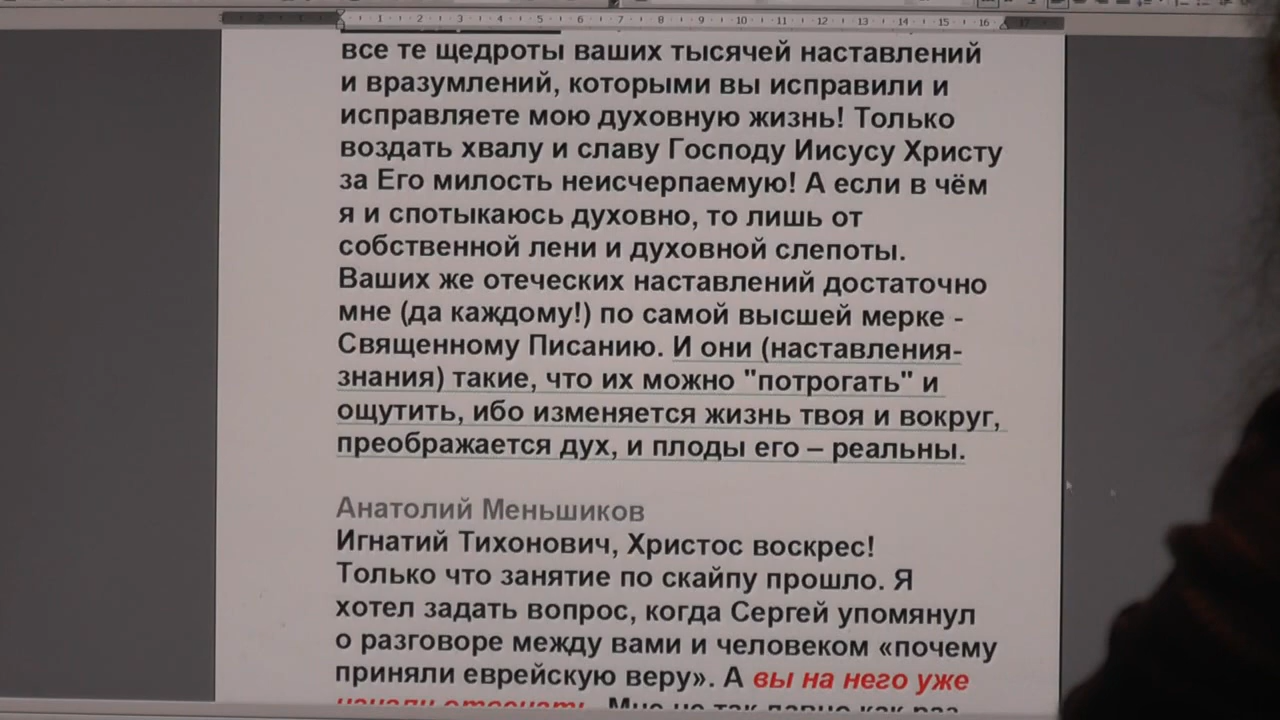 все те щедроты ваших тысячей наставлений
и вразумлений, которыми вы исправили и
исправляете мою духовную жизнь! Только
воздать хвалу и славу Господу Иисусу Христу
за Его милость неисчерпаемую! А если в чём
я и спотыкаюсь духовно, то лишь от
собственной лени и духовной слепоты.
Ваших же отеческих наставлений достаточно
мне (да каждому!) по самой высшей мерке -
Священному Писанию. И они (наставления-
знания) такие, что их можно "потрогать" и
ощутить, ибо изменяется жизнь твоя и вокруг,
преображается дух, и плоды его – реальны.
Анатолий Меньшиков
Игнатий Тихонович, Христос воскрес!
Только что занятие по скайпу прошло. Я
хотел задать вопрос, когда Сергей упомянул
о разговоре между вами и человеком «почему
приняли еврейскую веру». А вы на него уже